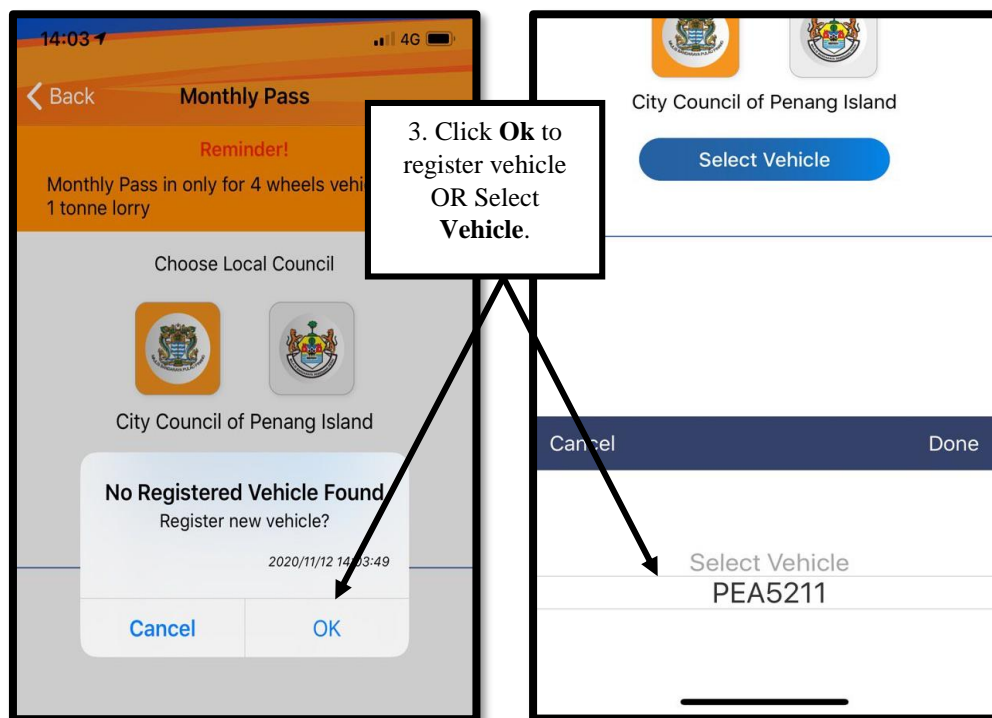 14:03
4G
Back
Monthly Pass
Reminder!
Monthly Pass in only for 4 wheels vehi
1 tonne lorry
Choose Local Council
City Council of Penang Island
No Registered Vehicle Found
Register new vehicle?
2020/11/12 14:03:49
Cancel
OK
3. Click Ok to
register vehicle
OR Select
Vehicle.
City Council of Penang Island
Select Vehicle
Cancel
Done
Select Vehicle
PEA5211